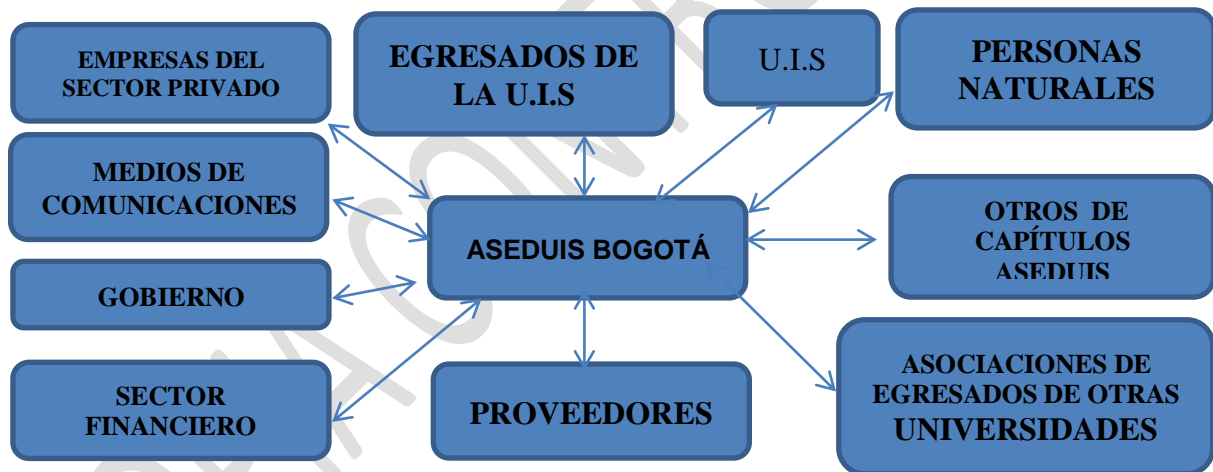 EMPRESAS DEL
SECTOR PRIVADO
EGRESADOS DE
LA U.I.S
U.I.S
PERSONAS
NATURALES
MEDIOS DE
COMUNICACIONES
ASEDUIS BOGOTÁ
OTROS DE
CAPÍTULOS
ASEDUIS
GOBIERNO
SECTOR
FINANCIERO
PROVEEDORES
ASOCIACIONES DE
EGRESADOS DE OTRAS
UNIVERSIDADES